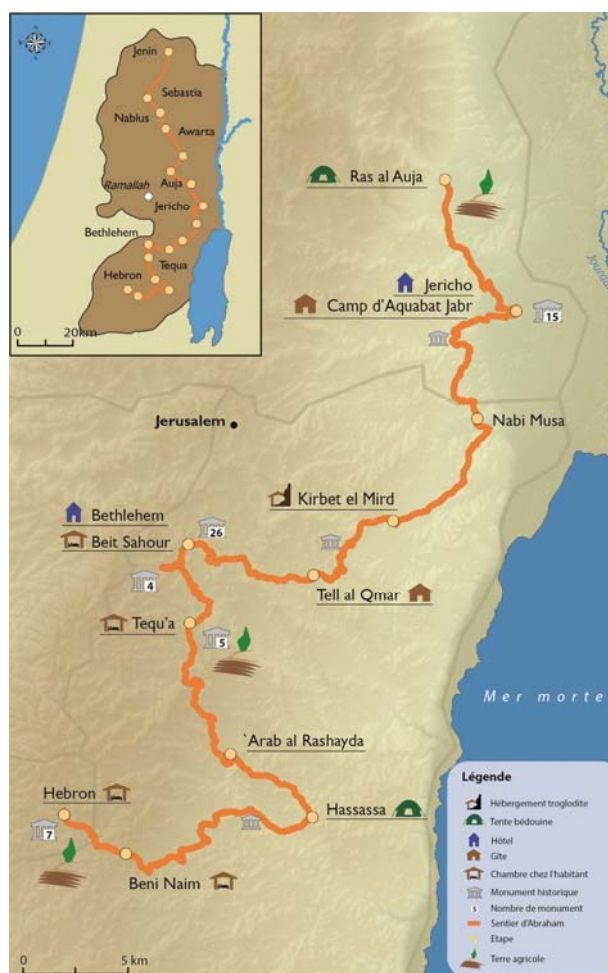 Jenin
Sebastia
Nablus
Awarta
Ramallah
Auja
Jericho
Bethlehem
Tequa
Hebron
0 20km
Ras al Auja
Jericho
Camp d'Aquabat Jabr
15
Nabi Musa
Jerusalem
Kirbet el Mird
Bethlehem
Beit Sahour
26
4
Tell al Qmar
Tequ'a
5
Mer morte
`Arab al Rashayda
Hebron
7
Hassassa
Beni Naim
0 5 km
Légende
Hébergement troglodite
Tente bédouine
Hôtel
Gîte
Chambre chez l'habitant
Monument historique
5 Nombre de monument
Sentier d'Abraham
Etape
Terre agricole